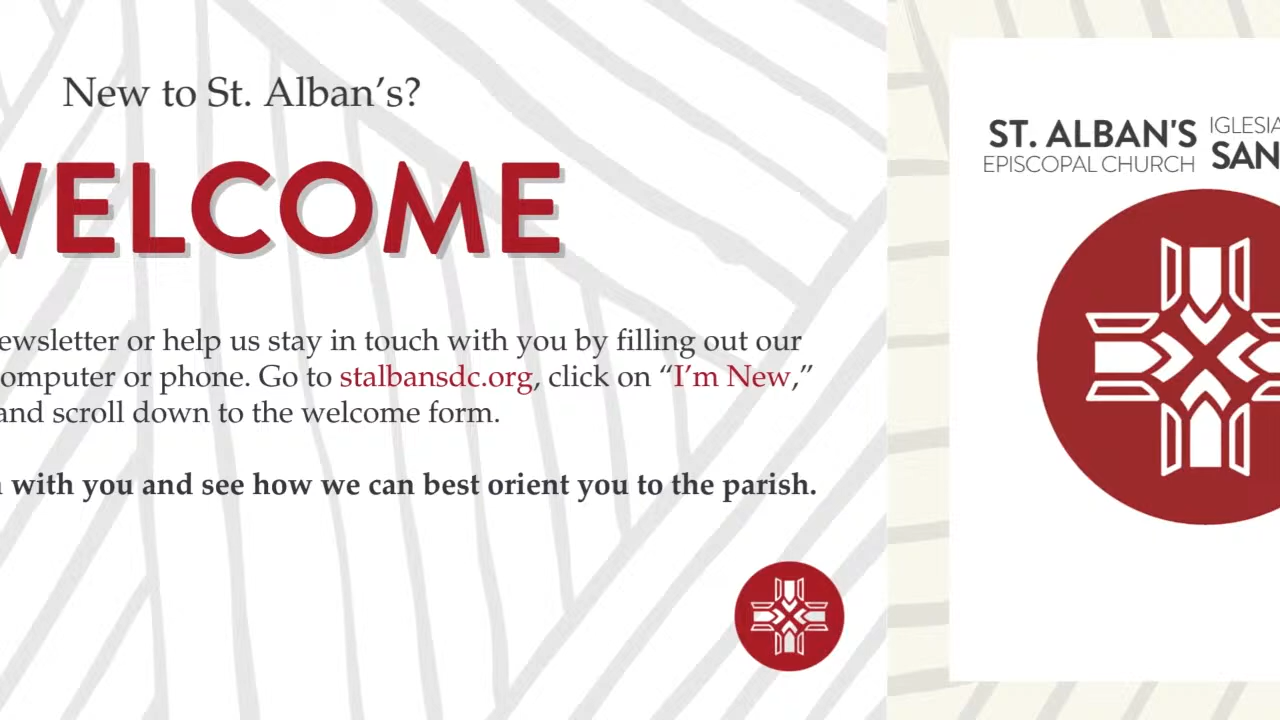 New to St. Alban's?
WELCOME
ewsletter or help us stay in touch with you by filling out our
omputer or phone. Go to stalbansdc.org, click on “I'm New,”
and scroll down to the welcome form.
with you and see how we can best orient you to the parish.
ST. ALBAN'S
EPISCOPAL CHURCH
IGLESIA
SAN